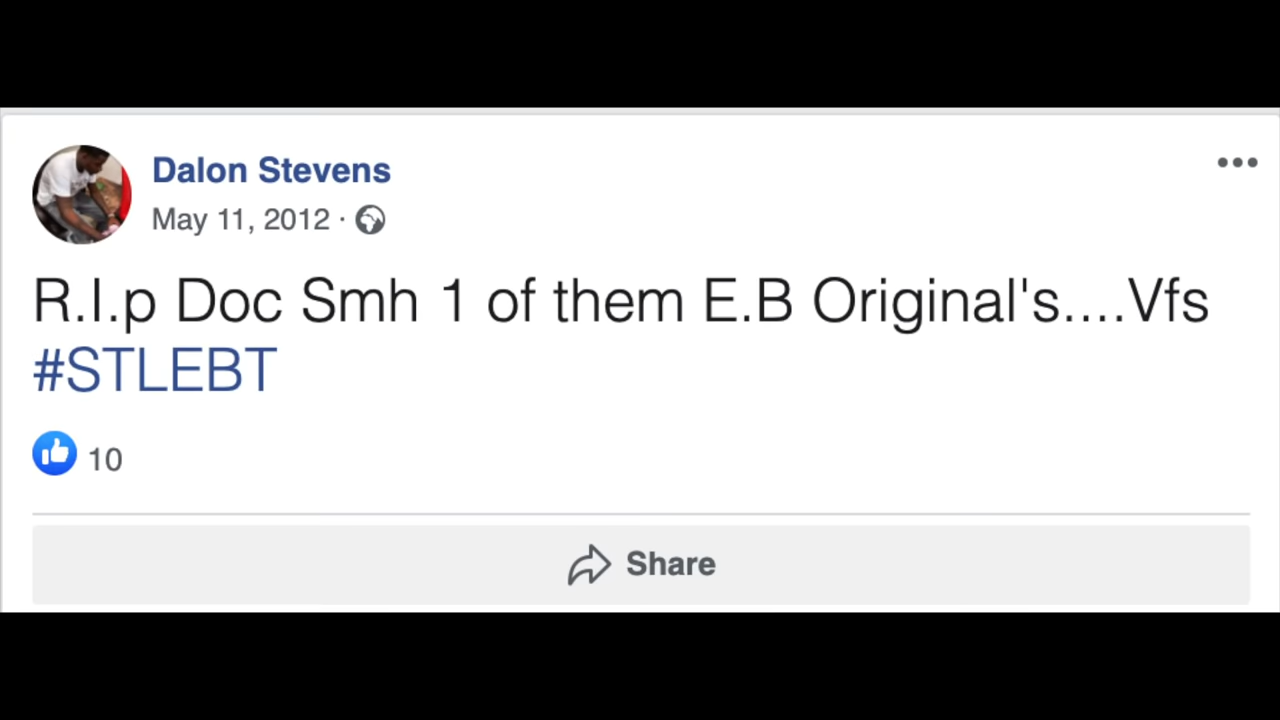 Dalon Stevens
May 11, 2012 ·
R.I.p Doc Smh 1 of them E.B Original's....Vfs
#STLEBT
10
Share